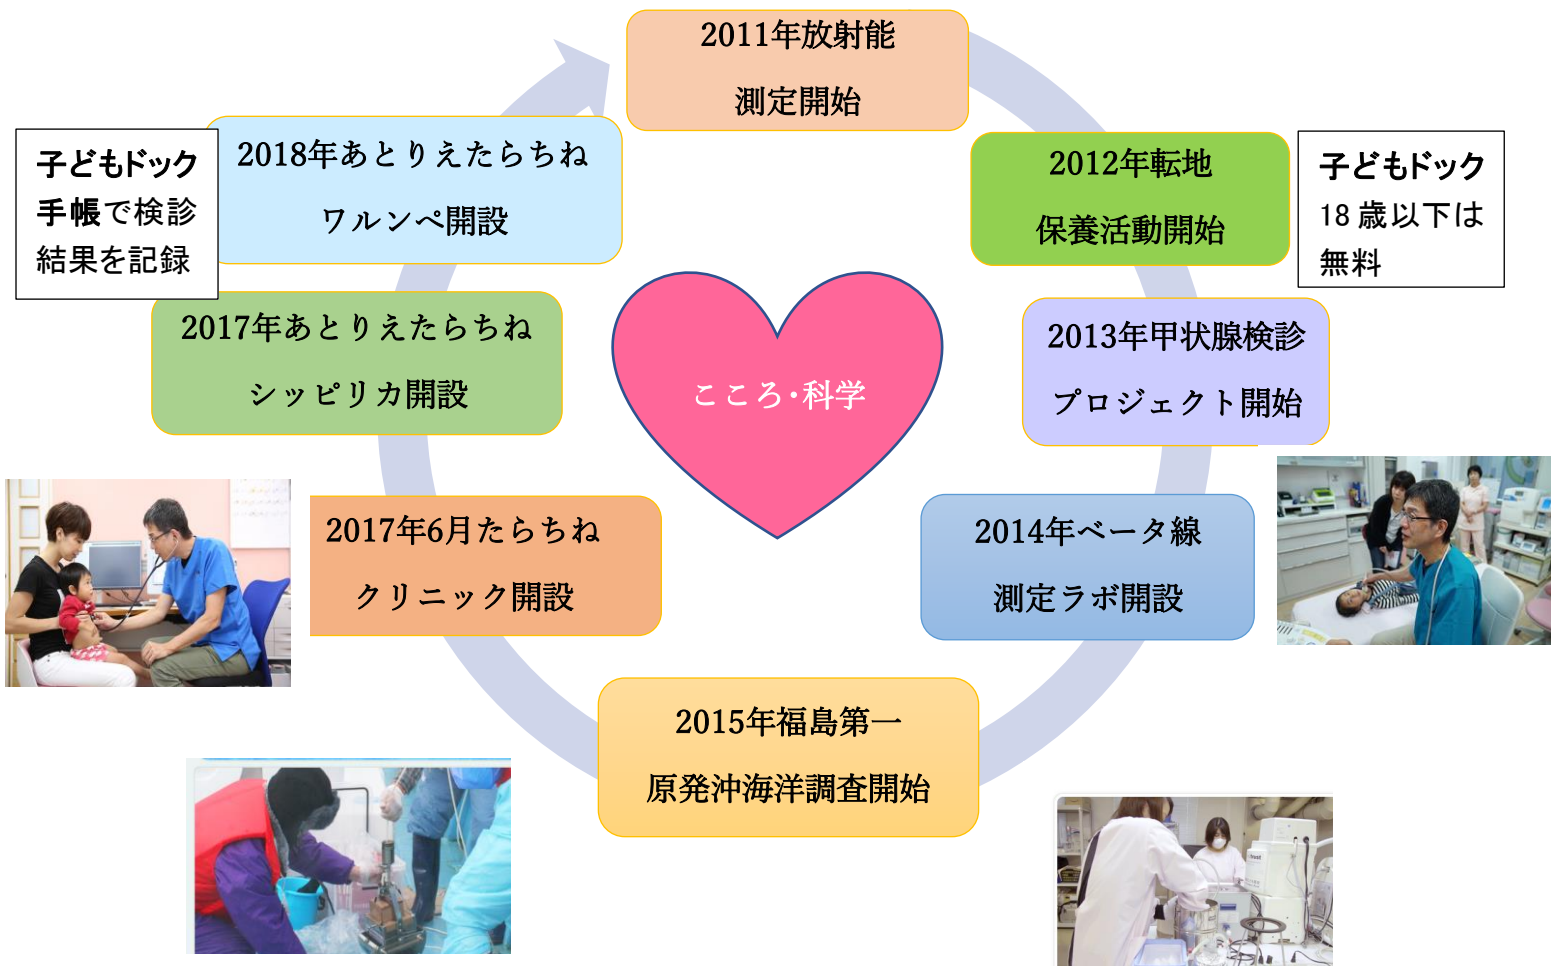 2011年放射能
測定開始
2012年転地
保養活動開始
子どもドック
18歳以下は
無料
2013年甲状腺検診
プロジェクト開始
2014年ベータ線
測定ラボ開設
2015年福島第一
原発沖海洋調査開始
2017年6月たらちね
クリニック開設
2017年あとりえたらちね
シッピリカ開設
2018年あとりえたらちね
ワルンペ開設
子どもドック
手帳で検診
結果を記録
こころ・科学